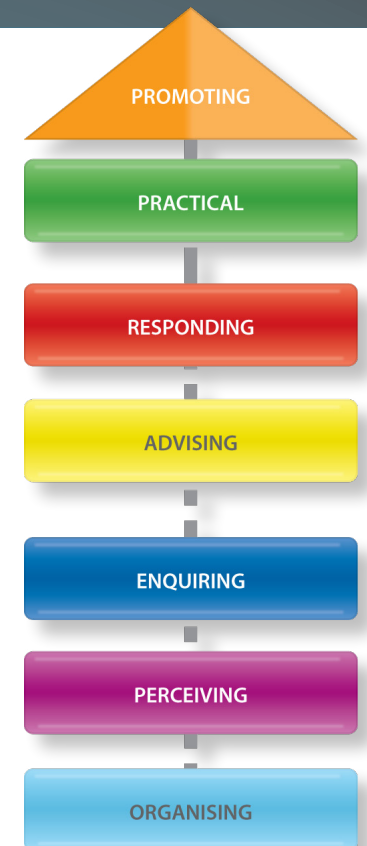 PROMOTING
PRACTICAL
RESPONDING
ADVISING
ENQUIRING
PERCEIVING
ORGANISING